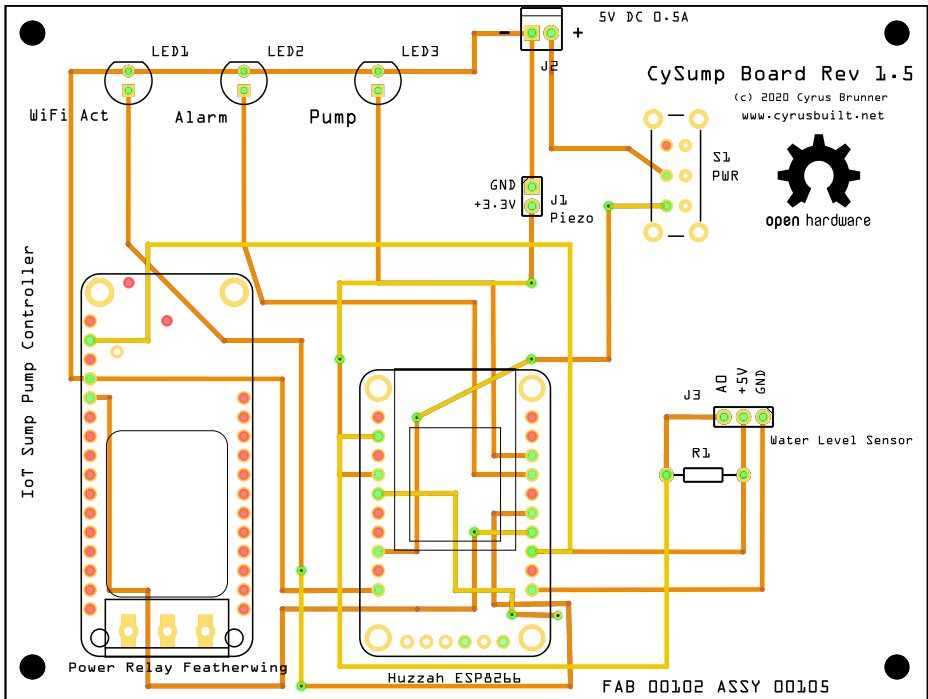 5V DC 0.5A
- +
J2
LED1
LED2
LED3
CySump Board Rev 1.5
(c) 2020 Cyrus Brunner
www.cyrusbuilt.net
WiFi Act
Alarm
Pump
S1
PWR
GND
+3.3V
J1
Piezo
open hardware
IoT Sump Pump Controller
J3
A0
+5V
GND
Water Level Sensor
R1
Power Relay Featherwing
Huzzah ESP8266
FAB 00102 ASSY 00105